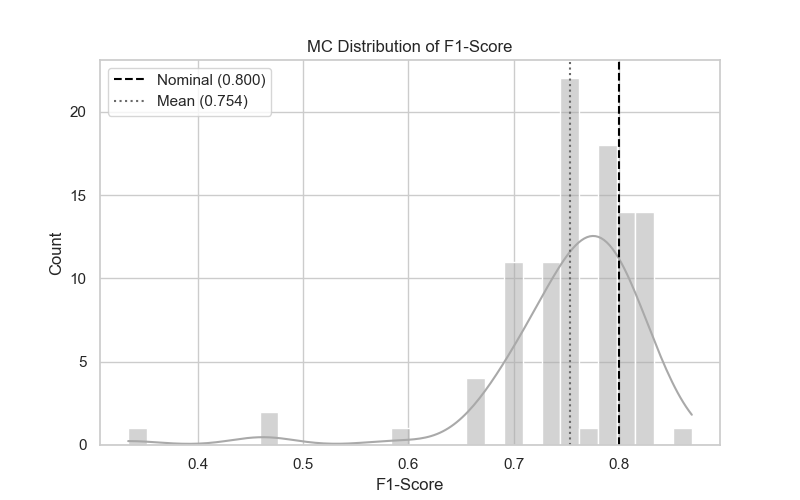 MC Distribution of F1-Score
Nominal (0.800)
Mean (0.754)
20
15
10
5
0
Count
0.4 0.5 0.6 0.7 0.8
F1-Score